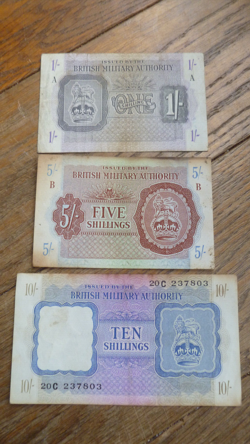 1/- ISSUED BY THE 1/-
BRITISH MILITARY AUTHORITY
A A
ONE 1/-
1/- 1/-
5/- ISSUED BY THE 5/-
BRITISH MILITARY AUTHORITY
B B
5/- FIVE
SHILLINGS
5/- 5/-
10/- ISSUED BY THE 20C 237803 10/-
BRITISH MILITARY AUTHORITY
TEN
SHILLINGS
10/- 20C 237803 10/-